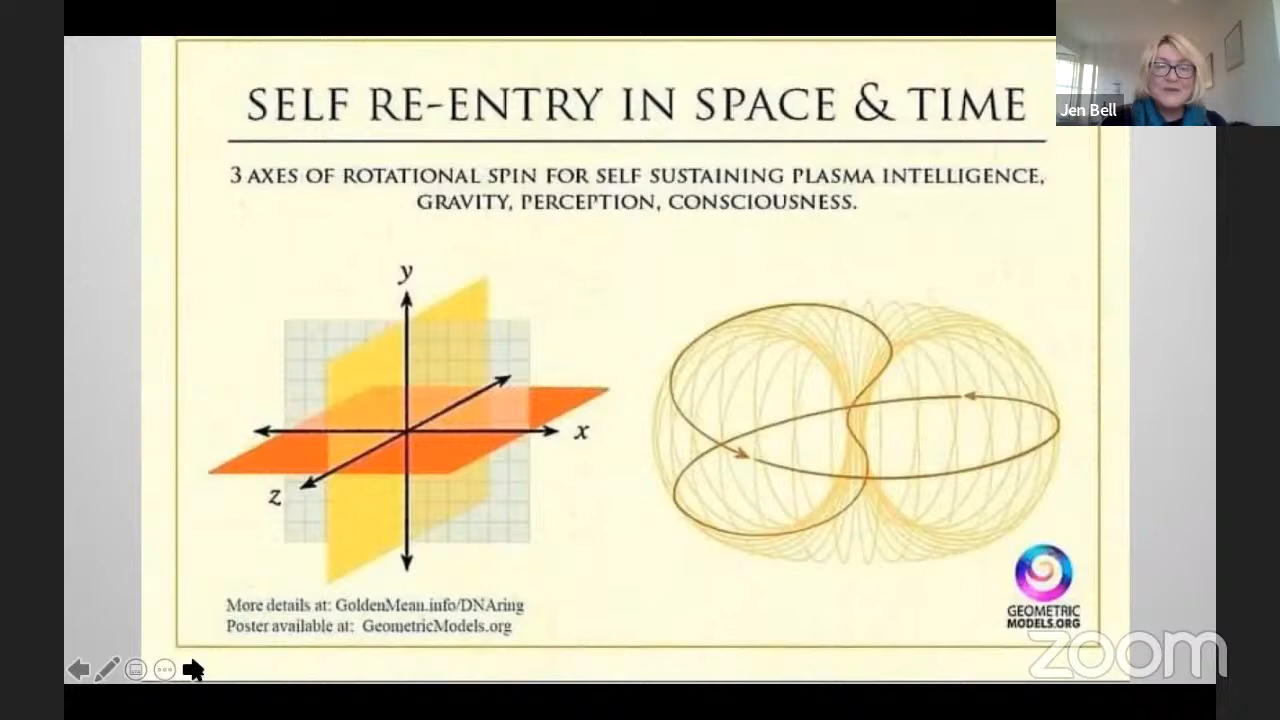 SELF RE-ENTRY IN SPACE & TIME
Jen Bell
3 AXES OF ROTATIONAL SPIN FOR SELF SUSTAINING PLASMA INTELLIGENCE,
GRAVITY, PERCEPTION, CONSCIOUSNESS.
y
x
z
More details at: GoldenMean.info/DNAring
Poster available at: GeometricModels.org
GEOMETRIC
MODELS.ORG
zoom